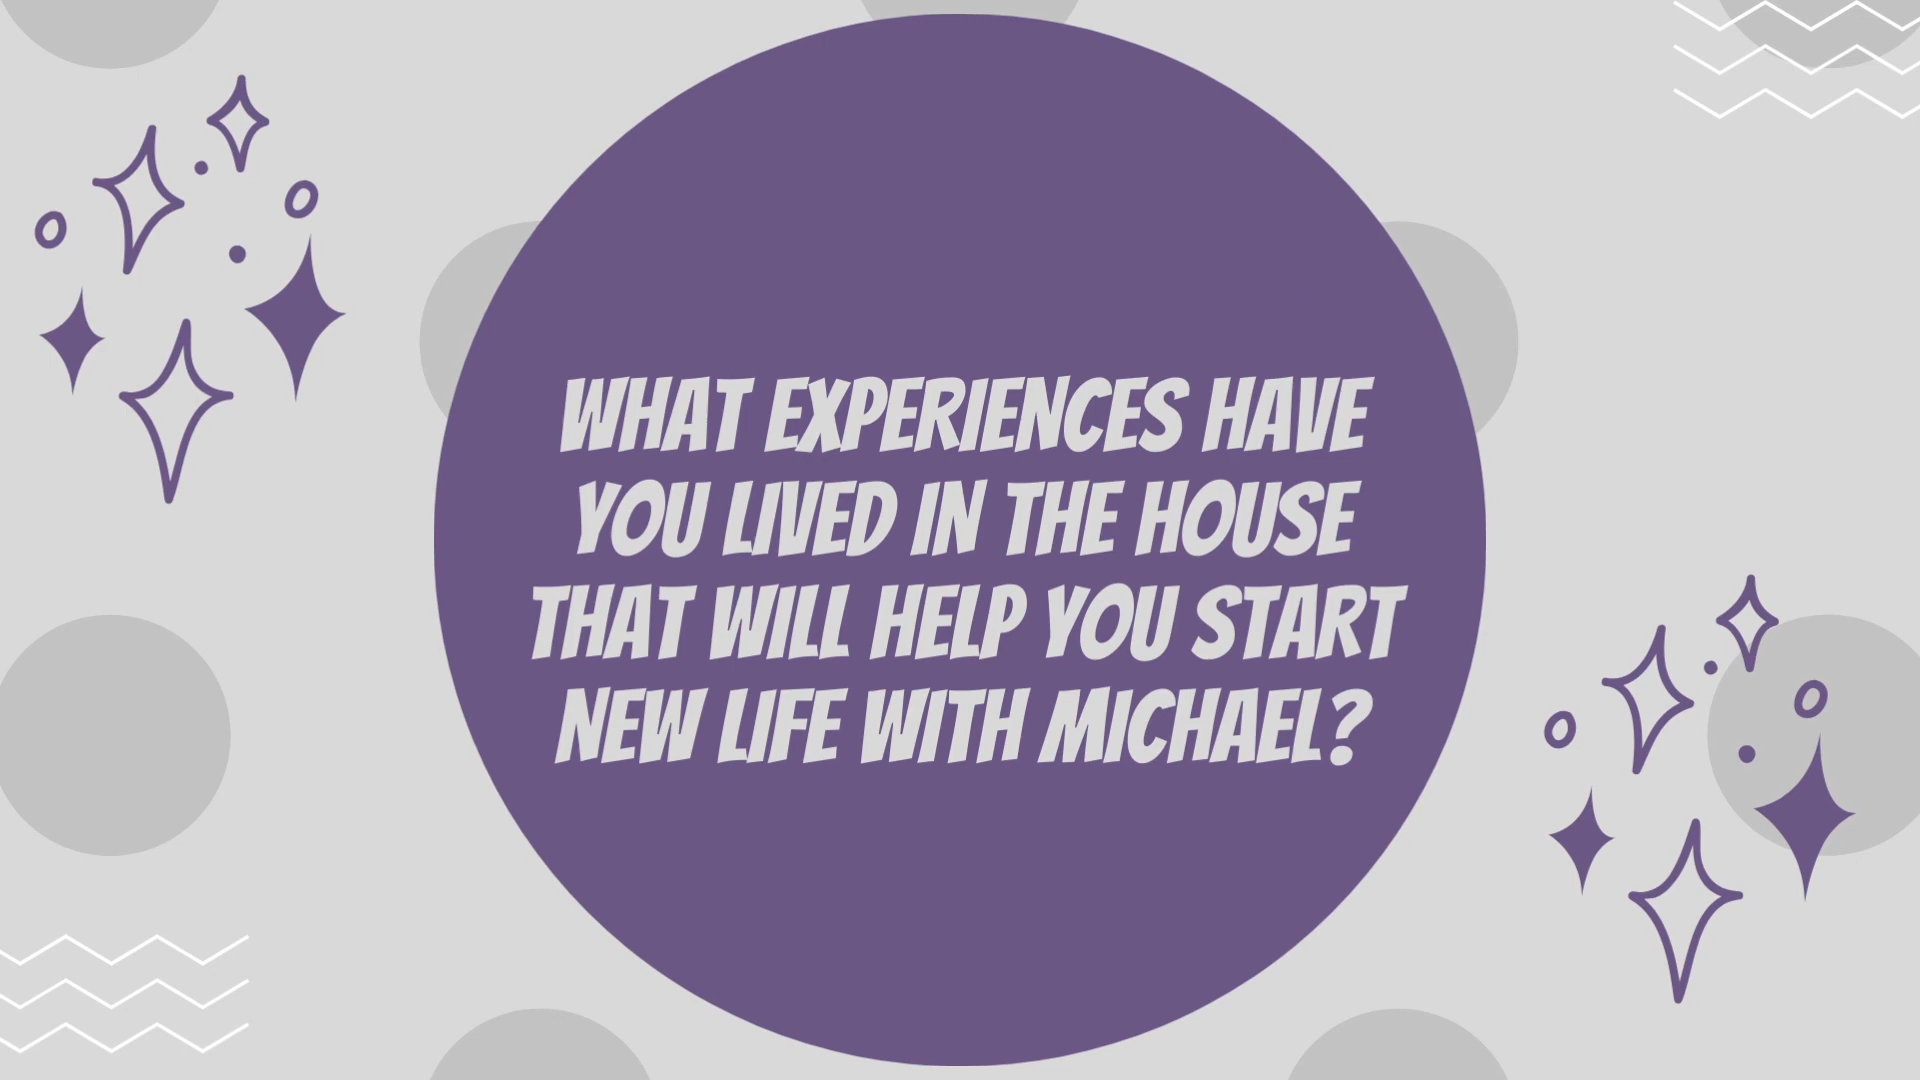 WHAT EXPERIENCES HAVE
YOU LIVED IN THE HOUSE
THAT WILL HELP YOU START
NEW LIFE WITH MICHAEL?